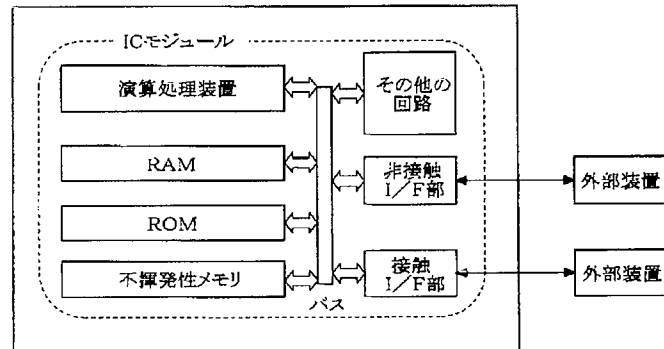 ICモジュール
演算処理装置
RAM
ROM
不揮発性メモリ
バス
その他の
回路
非接触
I/F部
接触
I/F部
外部装置
外部装置